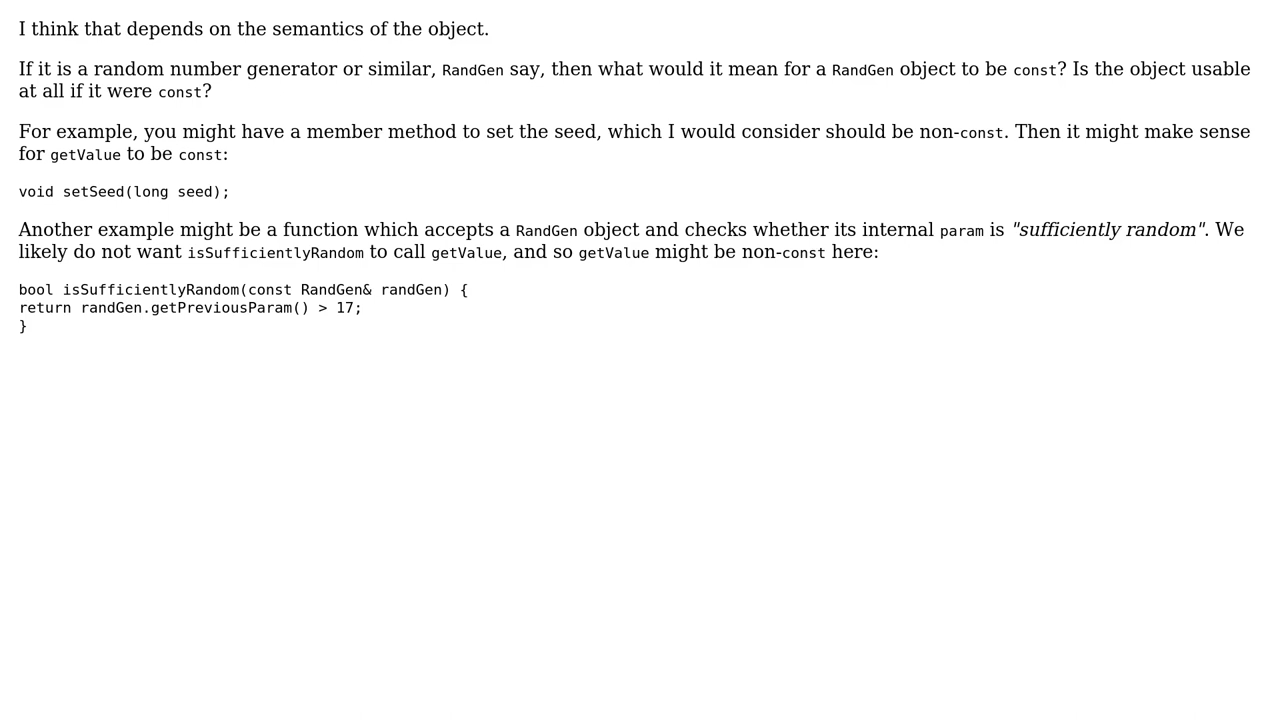 I think that depends on the semantics of the object.
If it is a random number generator or similar, RandGen say, then what would it mean for a RandGen object to be const? Is the object usable
at all if it were const?
For example, you might have a member method to set the seed, which I would consider should be non-const. Then it might make sense
for getValue to be const:
void setSeed(long seed);
Another example might be a function which accepts a RandGen object and checks whether its internal param is "sufficiently random". We
likely do not want isSufficientlyRandom to call getValue, and so getValue might be non-const here:
bool isSufficientlyRandom(const RandGen& randGen) {
return randGen.getPreviousParam() > 17;
}